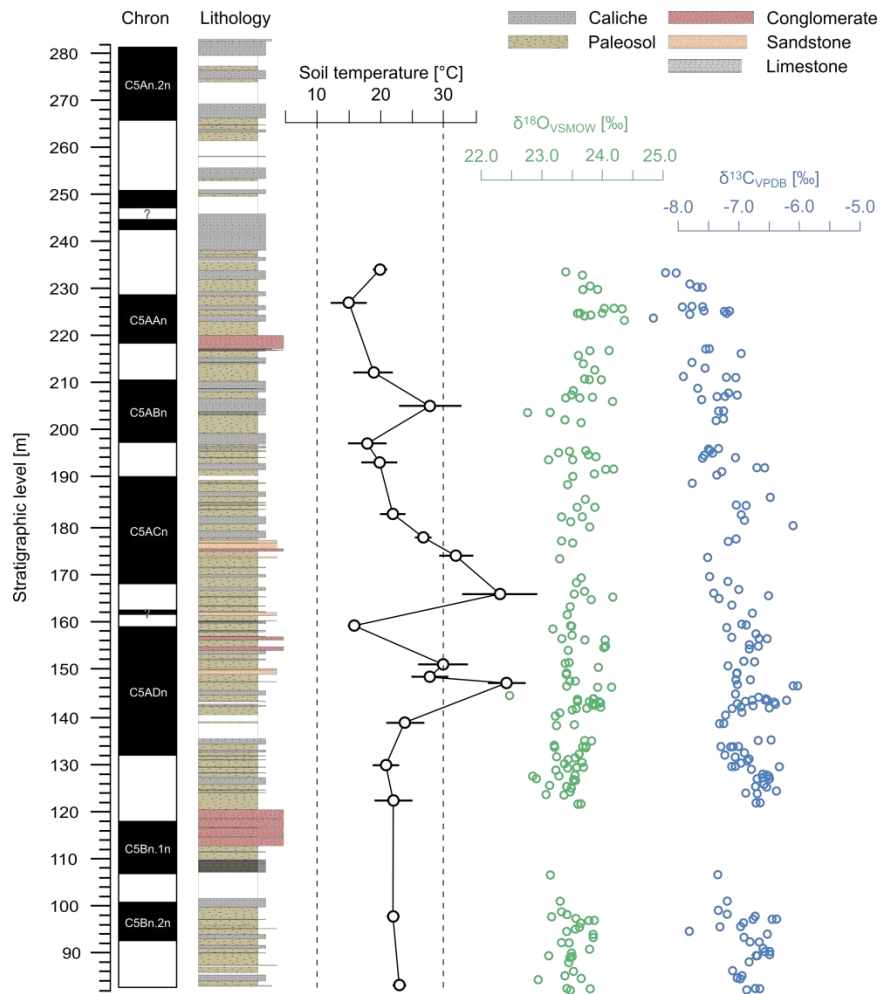 Chron
Lithology
Caliche
Conglomerate
Paleosol
Sandstone
Limestone
Soil temperature [°C]
10 20 30
δ18OVSMOW [‰]
22.0 23.0 24.0 25.0
δ13CVPDB [‰]
-8.0 -7.0 -6.0 -5.0
Stratigraphic level [m]
280
270
260
250
240
230
220
210
200
190
180
170
160
150
140
130
120
110
100
90
C5An.2n
?
C5AAn
C5ABn
C5ACn
?
C5ADn
C5Bn.1n
C5Bn.2n